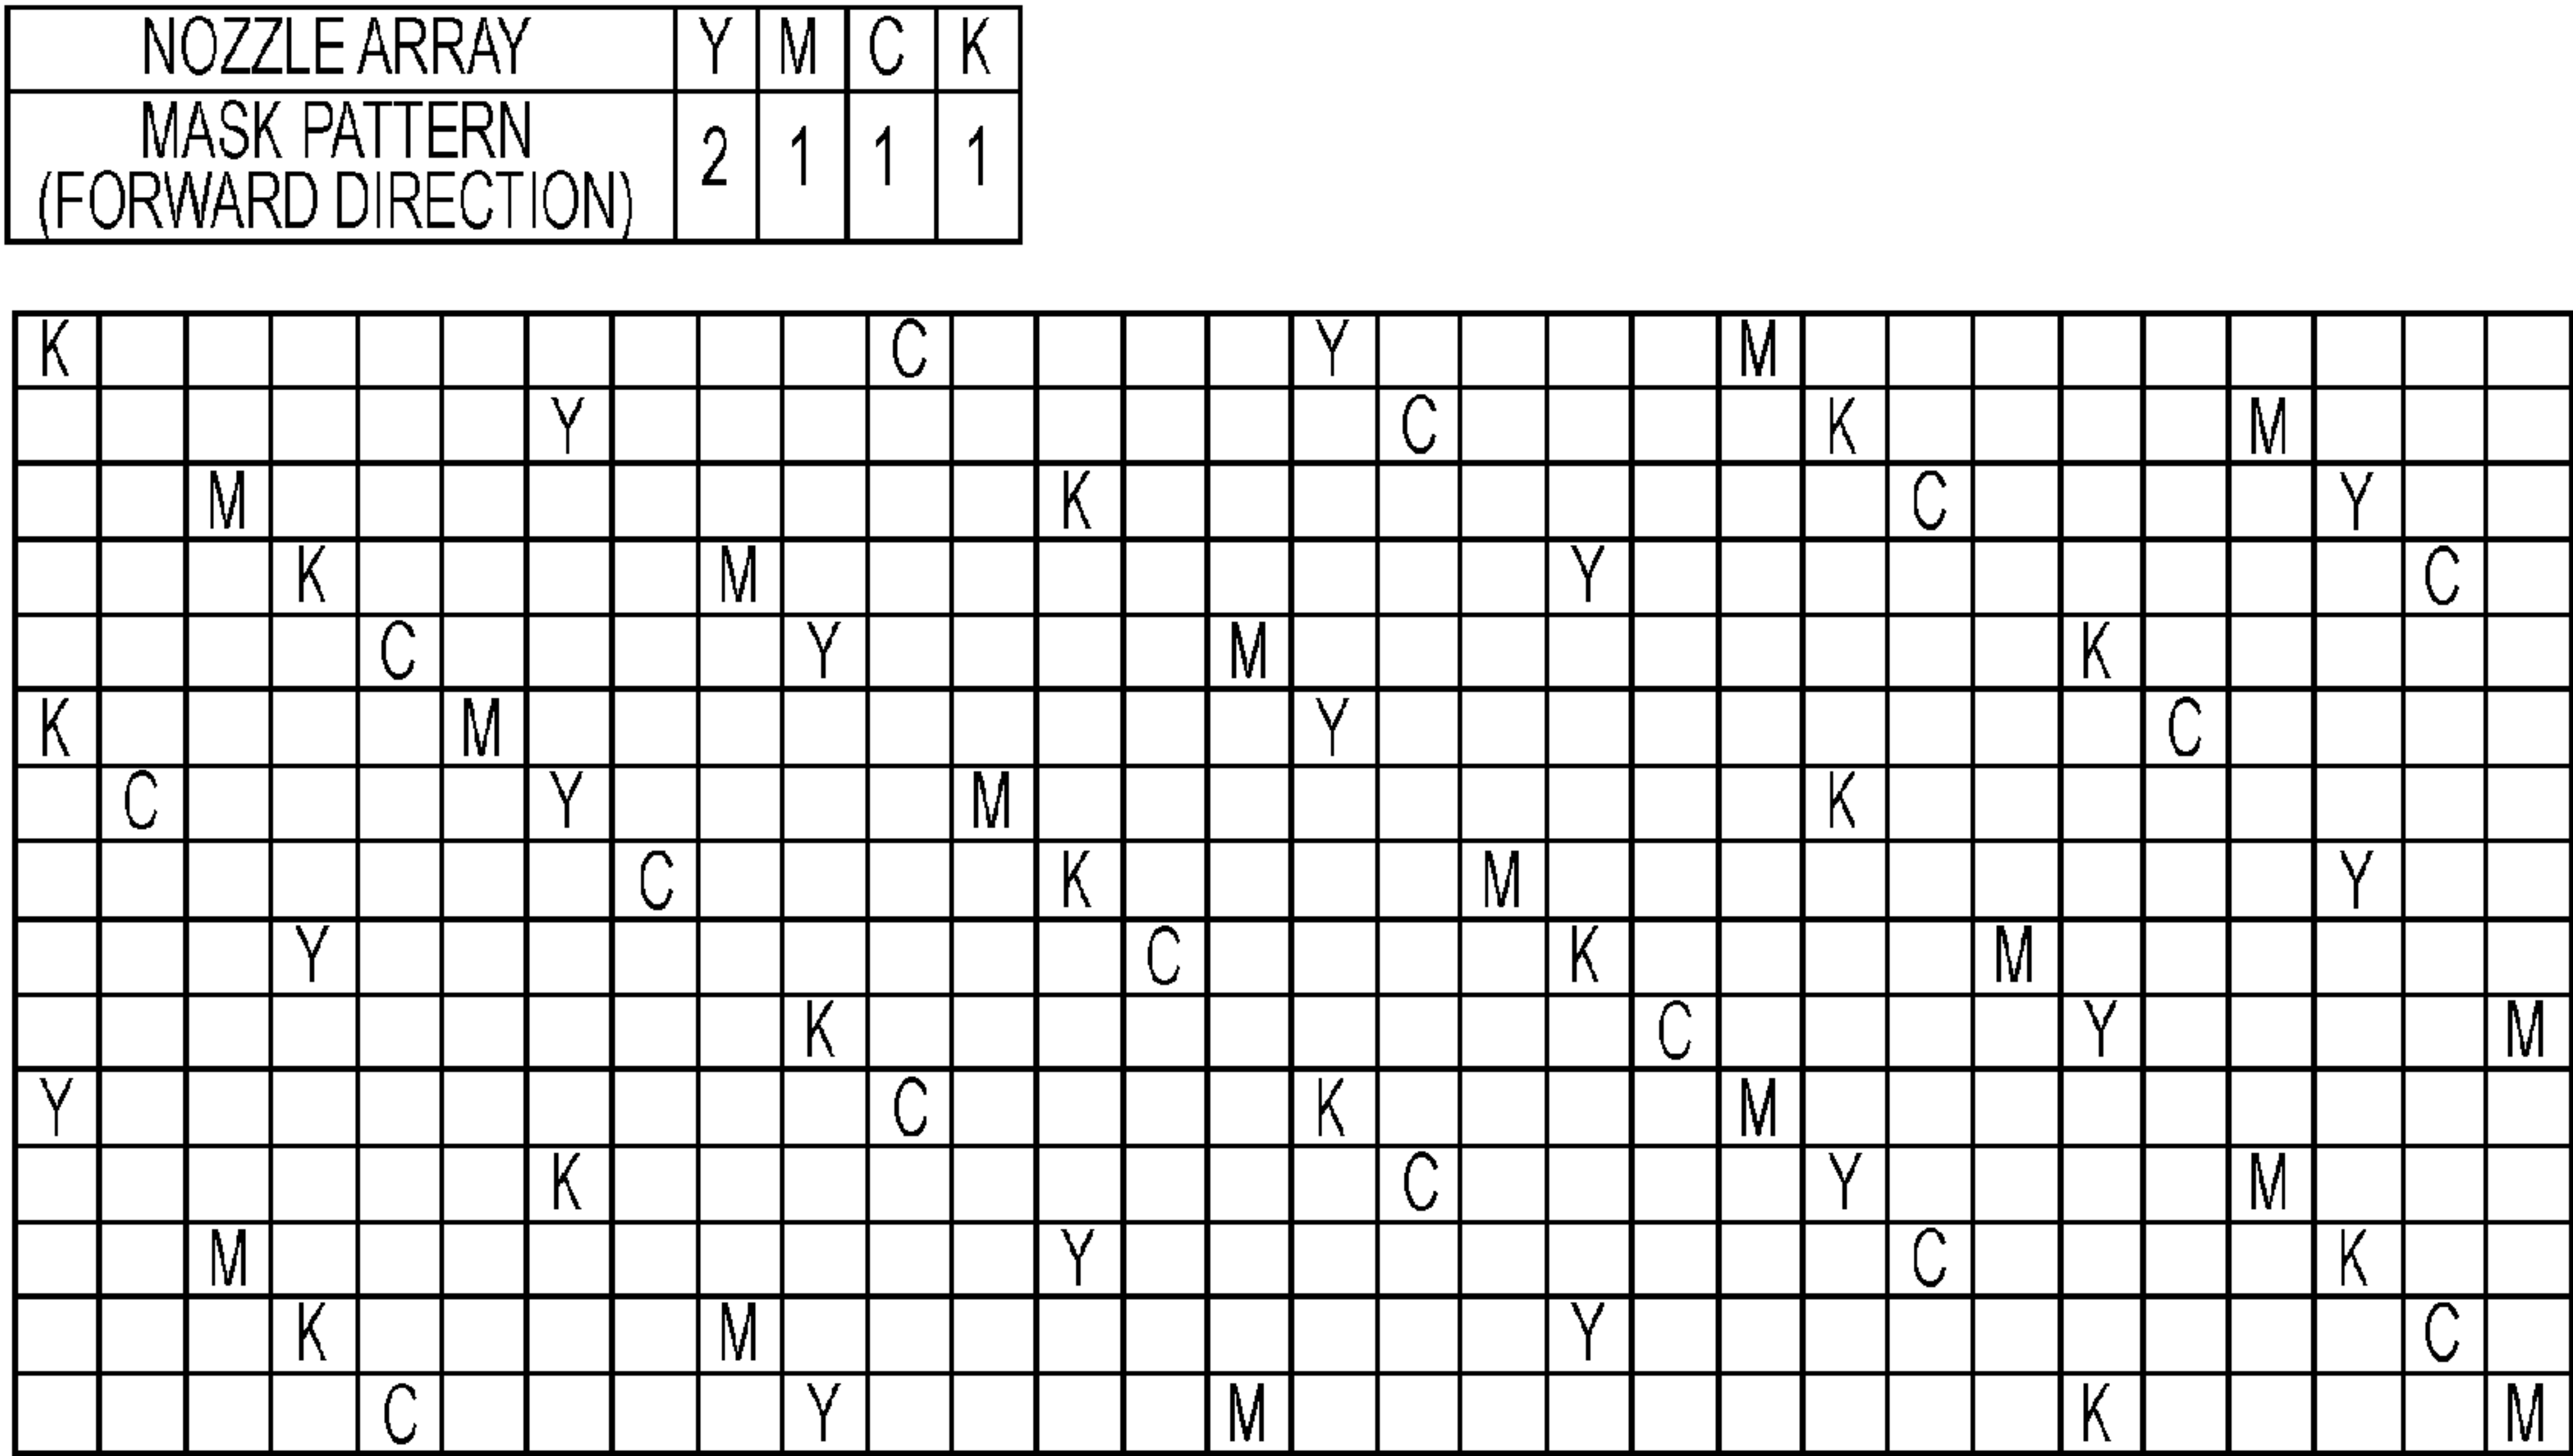 NOZZLE ARRAY Y M C K
MASK PATTERN
(FORWARD DIRECTION) 2 1 1 1
K C Y M
Y C K M
M K C Y
K M Y C
C Y M K
K M Y C
C Y M K
C K M Y
Y C K M
K C Y M
Y C K M
K C Y M
M Y C K
K M Y C
C Y M K M